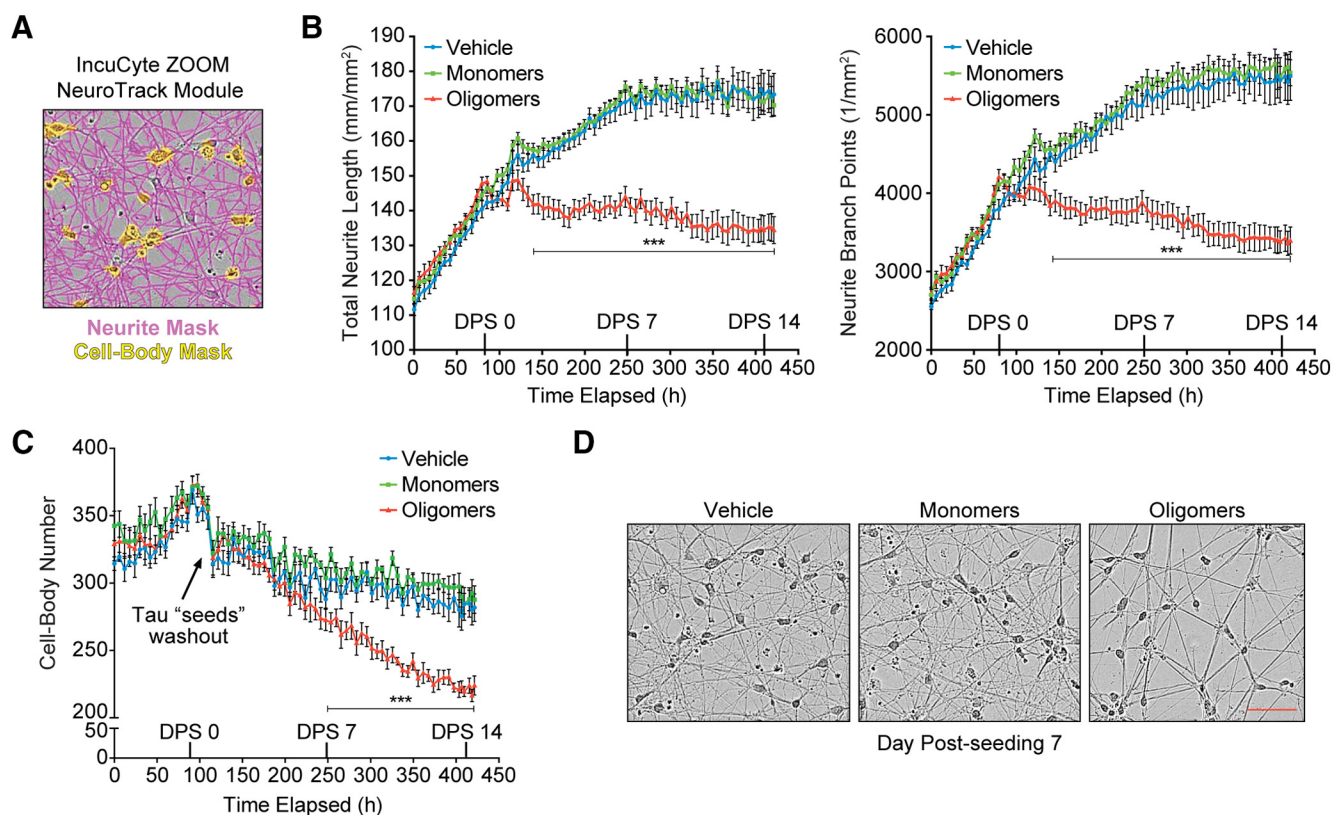 A
IncuCyte ZOOM
NeuroTrack Module
Neurite Mask
Cell-Body Mask
B
Total Neurite Length (mm/mm²)
190
180
170
160
150
140
130
120
110
100
Vehicle
Monomers
Oligomers
***
DPS 0 DPS 7 DPS 14
0 50 100 150 200 250 300 350 400 450
Time Elapsed (h)
Neurite Branch Points (1/mm²)
6000
5000
4000
3000
2000
Vehicle
Monomers
Oligomers
***
DPS 0 DPS 7 DPS 14
0 50 100 150 200 250 300 350 400 450
Time Elapsed (h)
C
Cell-Body Number
400
350
300
250
200
50
0
Vehicle
Monomers
Oligomers
Tau “seeds”
washout
***
DPS 0 DPS 7 DPS 14
0 50 100 150 200 250 300 350 400 450
Time Elapsed (h)
D
Vehicle Monomers Oligomers
Day Post-seeding 7